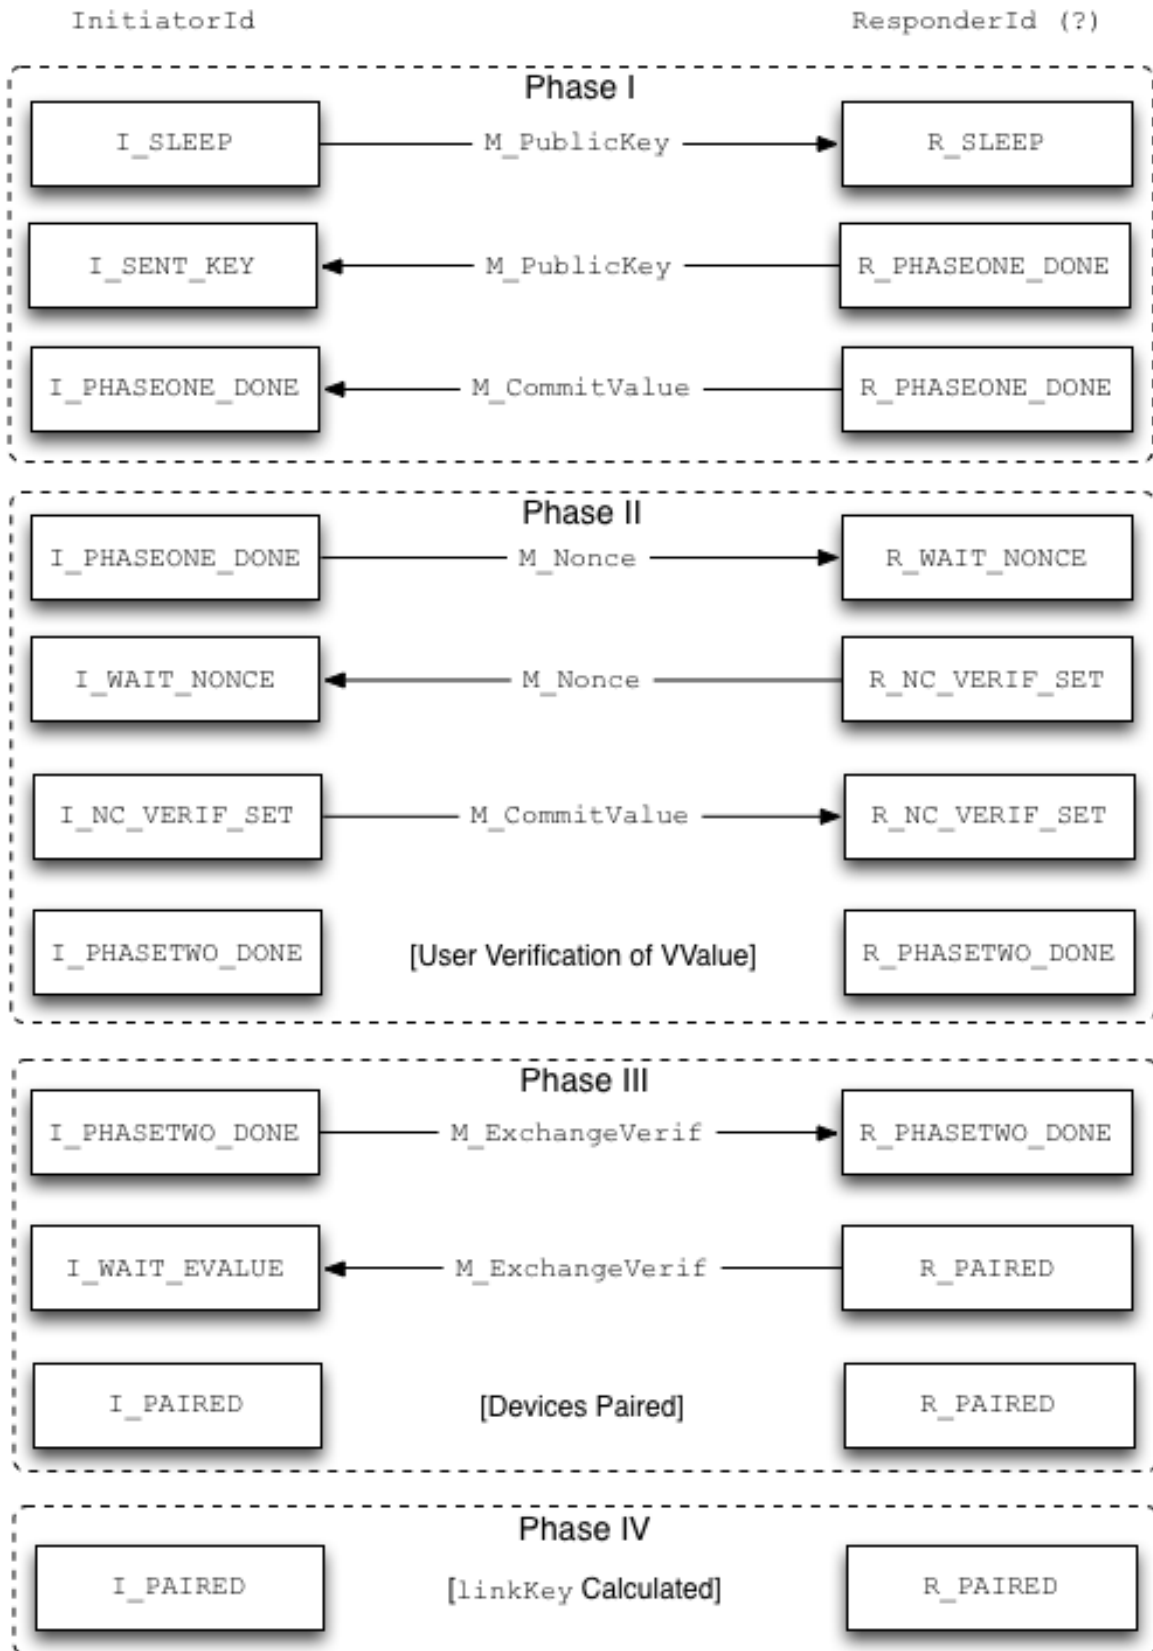 InitiatorId ResponderId (?)
Phase I
I_SLEEP M_PublicKey R_SLEEP
I_SENT_KEY M_PublicKey R_PHASEONE_DONE
I_PHASEONE_DONE M_CommitValue R_PHASEONE_DONE
Phase II
I_PHASEONE_DONE M_Nonce R_WAIT_NONCE
I_WAIT_NONCE M_Nonce R_NC_VERIF_SET
I_NC_VERIF_SET M_CommitValue R_NC_VERIF_SET
I_PHASETWO_DONE [User Verification of VValue] R_PHASETWO_DONE
Phase III
I_PHASETWO_DONE M_ExchangeVerif R_PHASETWO_DONE
I_WAIT_EVALUE M_ExchangeVerif R_PAIRED
I_PAIRED [Devices Paired] R_PAIRED
Phase IV
I_PAIRED [linkKey Calculated] R_PAIRED